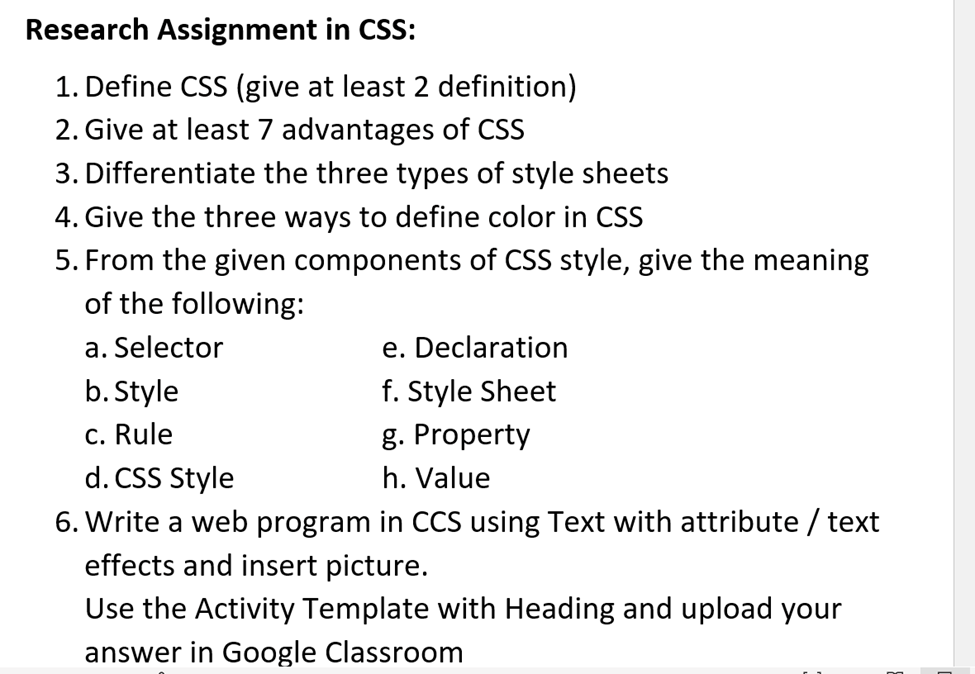 Research Assignment in CSS:
1. Define CSS (give at least 2 definition)
2. Give at least 7 advantages of CSS
3. Differentiate the three types of style sheets
4. Give the three ways to define color in CSS
5. From the given components of CSS style, give the meaning
of the following:
a. Selector e. Declaration
b. Style f. Style Sheet
c. Rule g. Property
d. CSS Style h. Value
6. Write a web program in CCS using Text with attribute / text
effects and insert picture.
Use the Activity Template with Heading and upload your
answer in Google Classroom